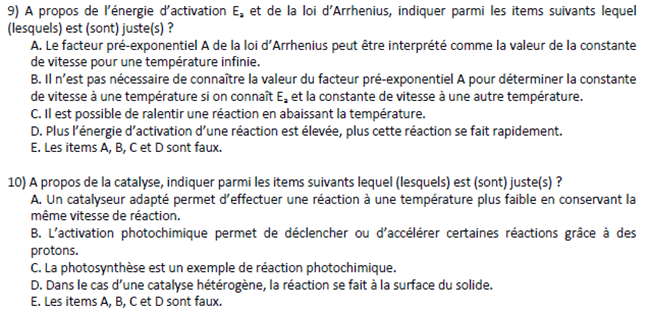 9) A propos de l’énergie d’activation Eₐ et de la loi d’Arrhenius, indiquer parmi les items suivants lequel
(lesquels) est (sont) juste(s) ?
A. Le facteur pré-exponentiel A de la loi d’Arrhenius peut être interprété comme la valeur de la constante
de vitesse pour une température infinie.
B. Il n’est pas nécessaire de connaître la valeur du facteur pré-exponentiel A pour déterminer la constante
de vitesse à une température si on connaît Eₐ et la constante de vitesse à une autre température.
C. Il est possible de ralentir une réaction en abaissant la température.
D. Plus l’énergie d’activation d’une réaction est élevée, plus cette réaction se fait rapidement.
E. Les items A, B, C et D sont faux.
10) A propos de la catalyse, indiquer parmi les items suivants lequel (lesquels) est (sont) juste(s) ?
A. Un catalyseur adapté permet d’effectuer une réaction à une température plus faible en conservant la
même vitesse de réaction.
B. L’activation photochimique permet de déclencher ou d’accélérer certaines réactions grâce à des
protons.
C. La photosynthèse est un exemple de réaction photochimique.
D. Dans le cas d’une catalyse hétérogène, la réaction se fait à la surface du solide.
E. Les items A, B, C et D sont faux.